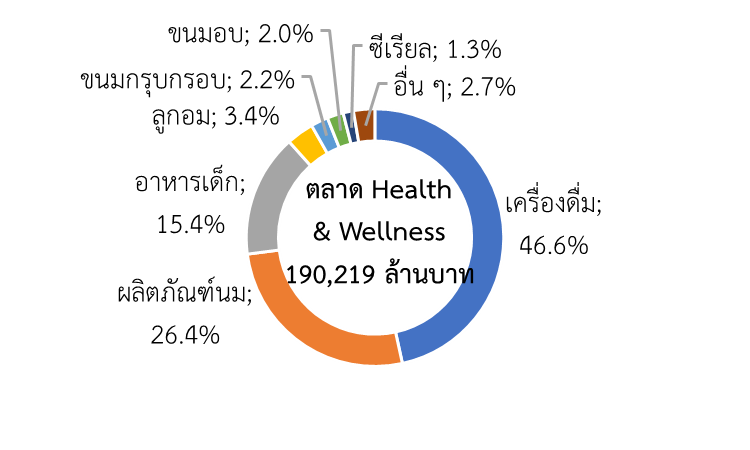 ขนมอบ; 2.0%
ซีเรียล; 1.3%
ขนมกรุบกรอบ; 2.2%
อื่น ๆ; 2.7%
ลูกอม; 3.4%
อาหารเด็ก;
15.4%
ตลาด Health
& Wellness
190,219 ล้านบาท
เครื่องดื่ม;
46.6%
ผลิตภัณฑ์นม;
26.4%